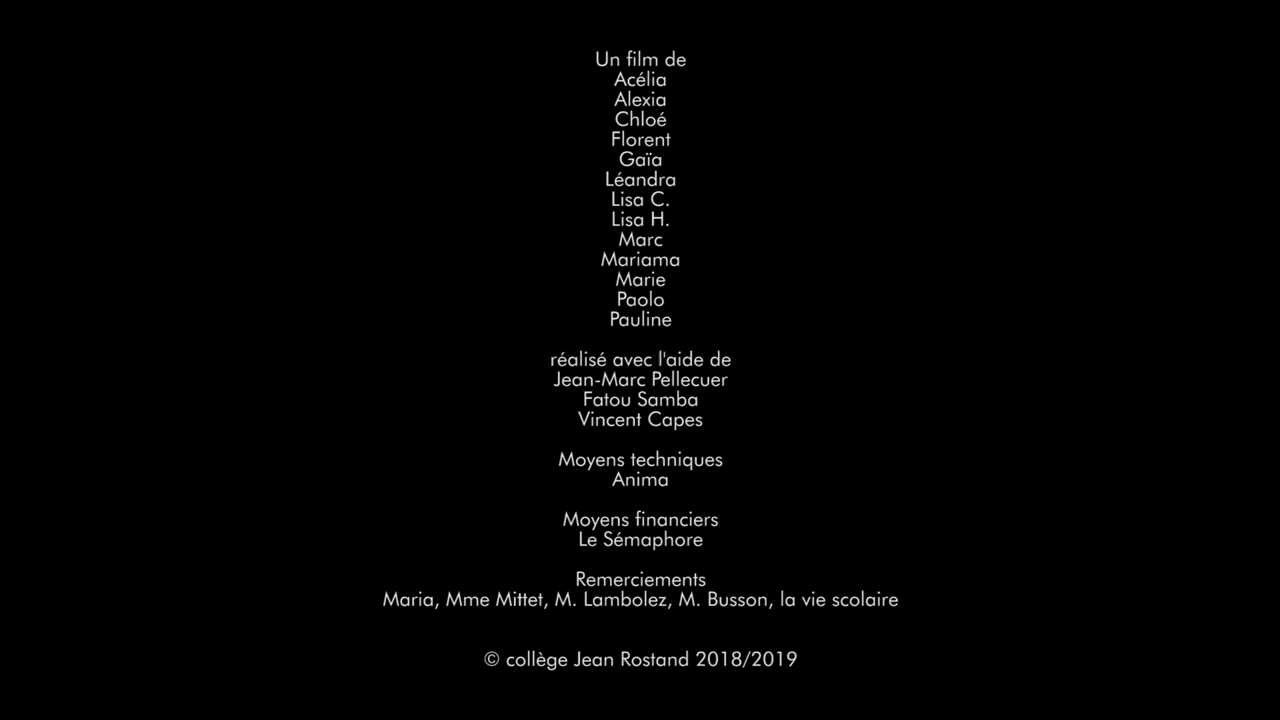 Un film de
Acélia
Alexia
Chloé
Florent
Gaïa
Léandra
Lisa C.
Lisa H.
Marc
Mariama
Marie
Paolo
Pauline
réalisé avec l'aide de
Jean-Marc Pellecuer
Fatou Samba
Vincent Capes
Moyens techniques
Anima
Moyens financiers
Le Sémaphore
Remerciements
Maria, Mme Mittet, M. Lambolez, M. Busson, la vie scolaire
© collège Jean Rostand 2018/2019